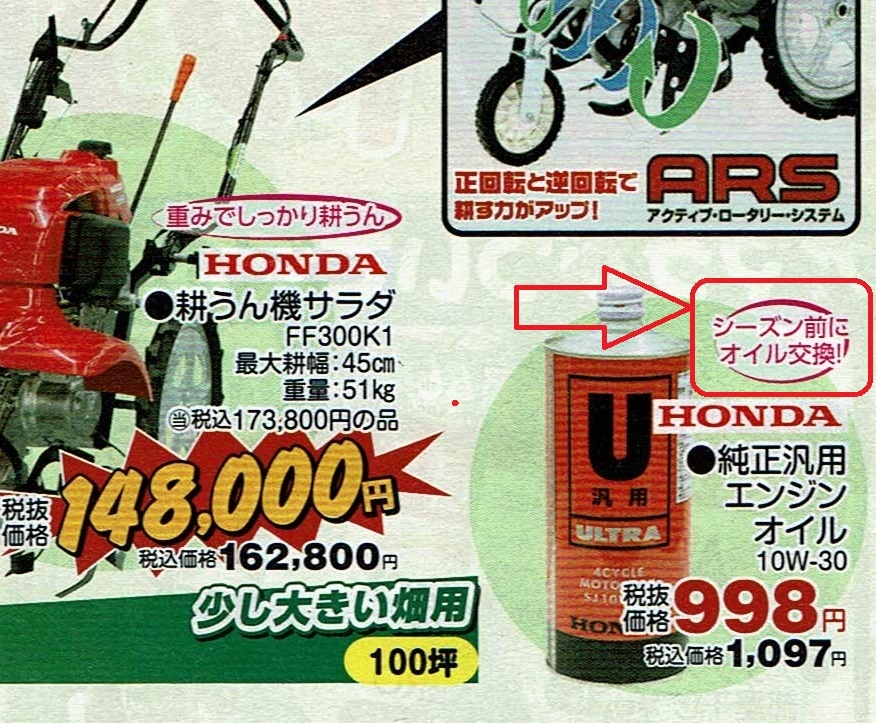 正回転と逆回転で
耕す力がアップ!
ARS
アクティブ・ロータリー・システム
重みでしっかり耕うん
HONDA
●耕うん機サラダ
FF300K1
最大耕幅:45cm
重量:51kg
当税込173,800円の品
税抜価格148,000円
税込価格162,800円
少し大きい畑用
100坪
シーズン前に
オイル交換!!
HONDA
●純正汎用
エンジン
オイル
10W-30
税抜価格998円
税込価格1,097円
U
汎用
ULTRA
4CYCLE
HON